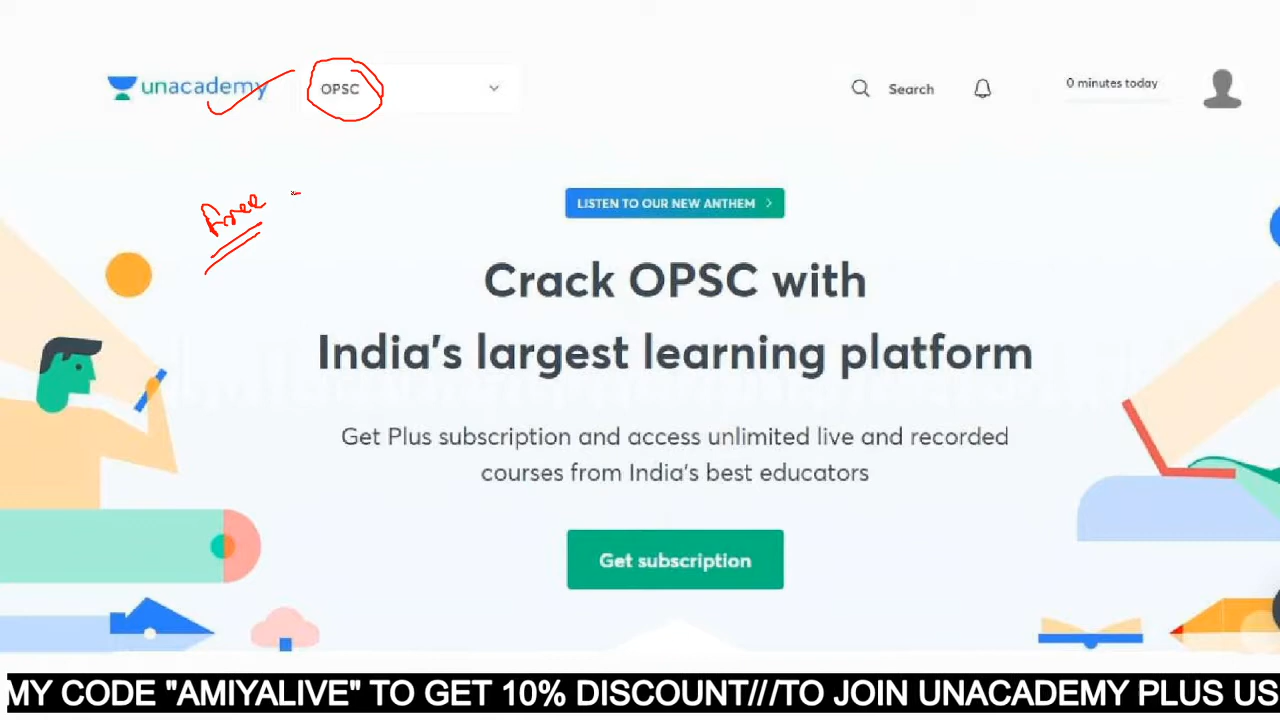 unacademy
OPSC
Search
0 minutes today
Free
LISTEN TO OUR NEW ANTHEM
Crack OPSC with
India's largest learning platform
Get Plus subscription and access unlimited live and recorded
courses from India's best educators
Get subscription
MY CODE "AMIYALIVE" TO GET 10% DISCOUNT///TO JOIN UNACADEMY PLUS US